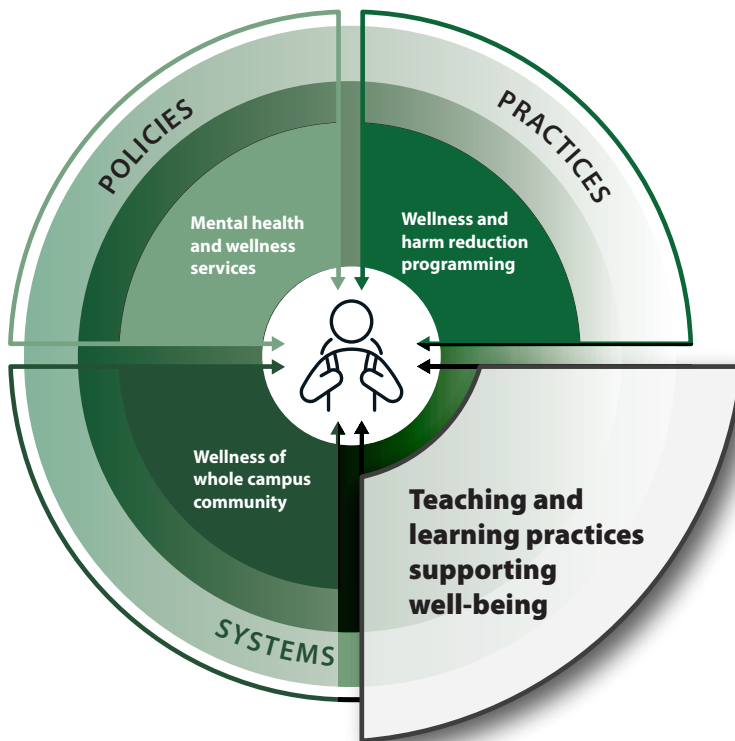 POLICIES
PRACTICES
Mental health
and wellness
services
Wellness and
harm reduction
programming
Wellness of
whole campus
community
Teaching and
learning practices
supporting
well-being
SYSTEMS